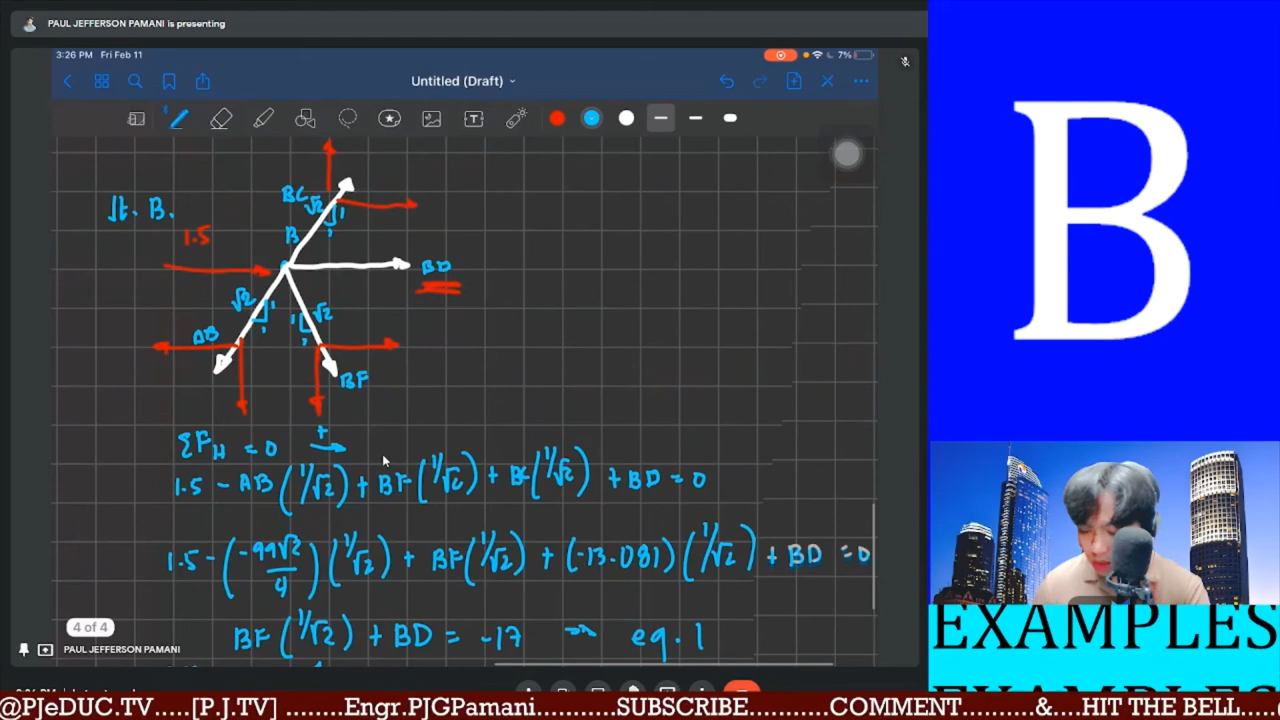 PAUL JEFFERSON PAMANI is presenting
3:26 PM Fri Feb 11
7%
Untitled (Draft)
BC
√2
1
1
Jt. B.
1.5
B
BD
√2
1
1
1
√2
1
AB
BF
ΣF_H = 0 +→
1.5 - AB (1/√2) + BF (1/√2) + BC (1/√2) + BD = 0
1.5 - (-99√2/4) (1/√2) + BF (1/√2) + (-13.081) (1/√2) + BD = 0
BF (1/√2) + BD = -17 → eq. 1
4 of 4
PAUL JEFFERSON PAMANI
B
EXAMPLES
@PJeDUC.TV.....[P.J.TV].....Engr.PJGPamani.......SUBSCRIBE.......COMMENT.......&...HIT THE BELL.